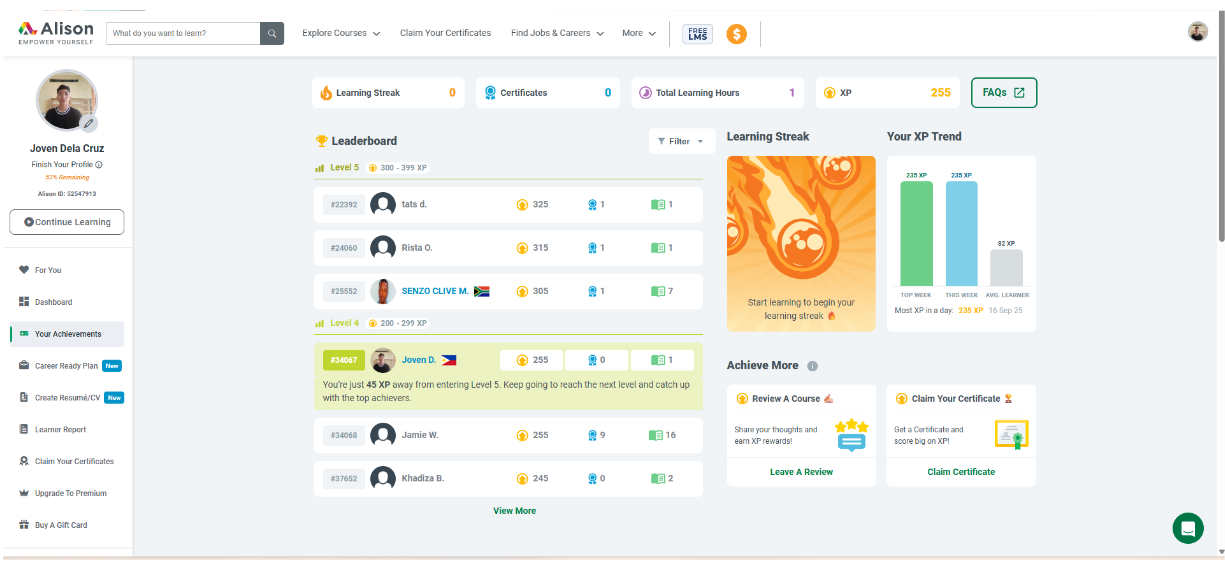 Alison
EMPOWER YOURSELF
What do you want to learn?
Explore Courses
Claim Your Certificates
Find Jobs & Careers
More
FREE
LMS
$
Joven Dela Cruz
Finish Your Profile
52% Remaining
Alison ID: 52547913
Continue Learning
For You
Dashboard
Your Achievements
Career Ready Plan New
Create Resumé/CV New
Learner Report
Claim Your Certificates
Upgrade To Premium
Buy A Gift Card
Learning Streak 0
Certificates 0
Total Learning Hours 1
XP 255
FAQs
Leaderboard
Filter
Level 5 300 - 399 XP
#22392 tats d. 325 1 1
#24060 Rista O. 315 1 1
#25552 SENZO CLIVE M. 305 1 7
Level 4 200 - 299 XP
#34067 Joven D. 255 0 1
You're just 45 XP away from entering Level 5. Keep going to reach the next level and catch up
with the top achievers.
#34068 Jamie W. 255 9 16
#37652 Khadiza B. 245 0 2
View More
Learning Streak
Start learning to begin your
learning streak
Your XP Trend
235 XP
235 XP
82 XP
TOP WEEK
THIS WEEK
AVG. LEARNER
Most XP in a day: 235 XP 16 Sep 25
Achieve More
Review A Course
Share your thoughts and
earn XP rewards!
Leave A Review
Claim Your Certificate
Get a Certificate and
score big on XP!
Claim Certificate